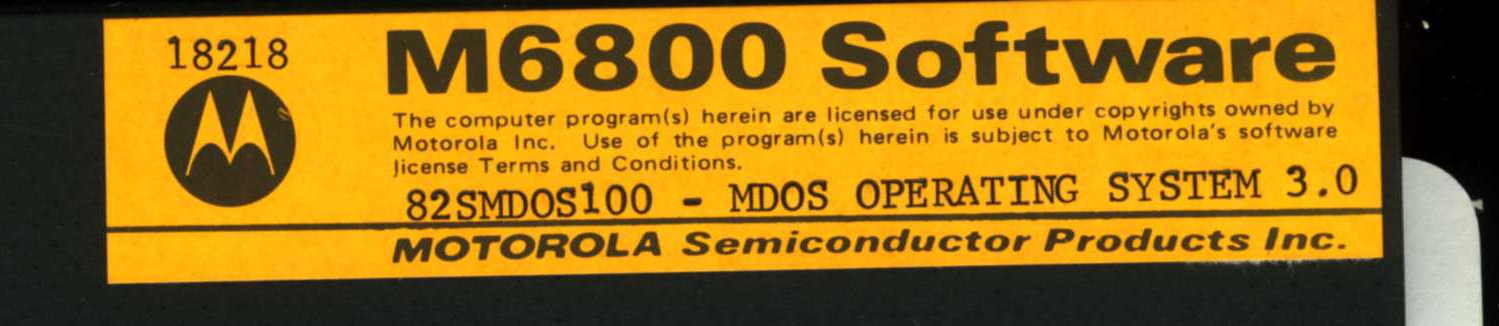 18218
M6800 Software
The computer program(s) herein are licensed for use under copyrights owned by
Motorola Inc. Use of the program(s) herein is subject to Motorola's software
license Terms and Conditions.
82SMDOS100 - MDOS OPERATING SYSTEM 3.0
MOTOROLA Semiconductor Products Inc.